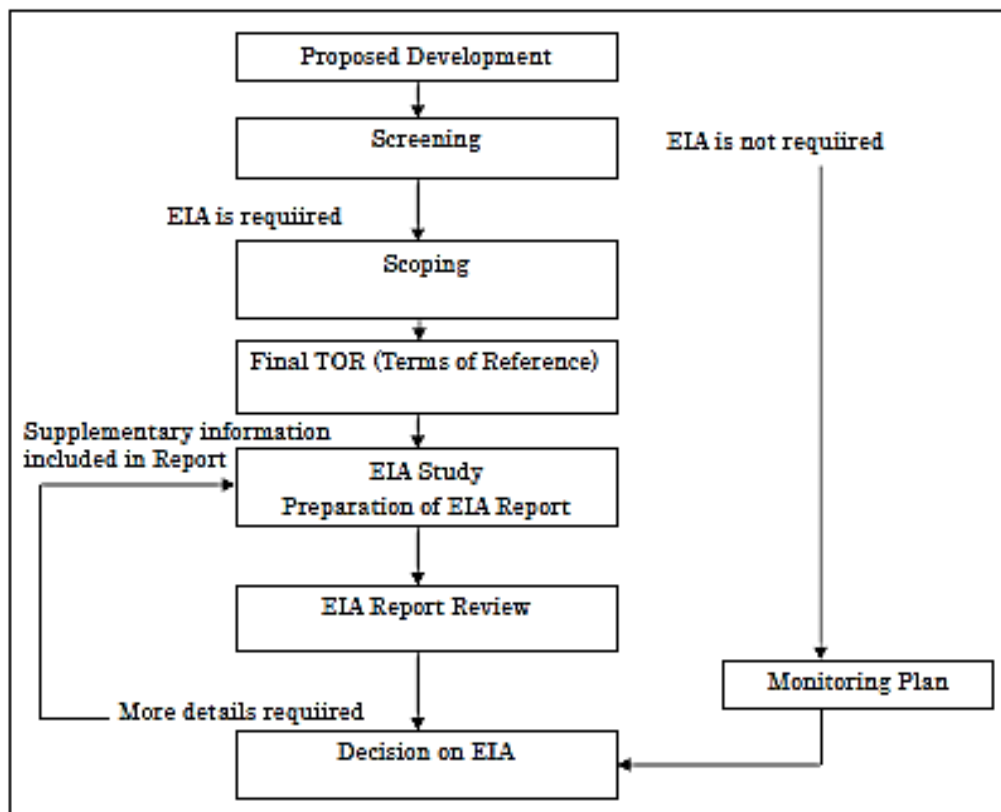 Proposed Development
Screening
EIA is not requiired
EIA is requiired
Scoping
Final TOR (Terms of Reference)
Supplementary information
included in Report
EIA Study
Preparation of EIA Report
EIA Report Review
Monitoring Plan
More details requiired
Decision on EIA